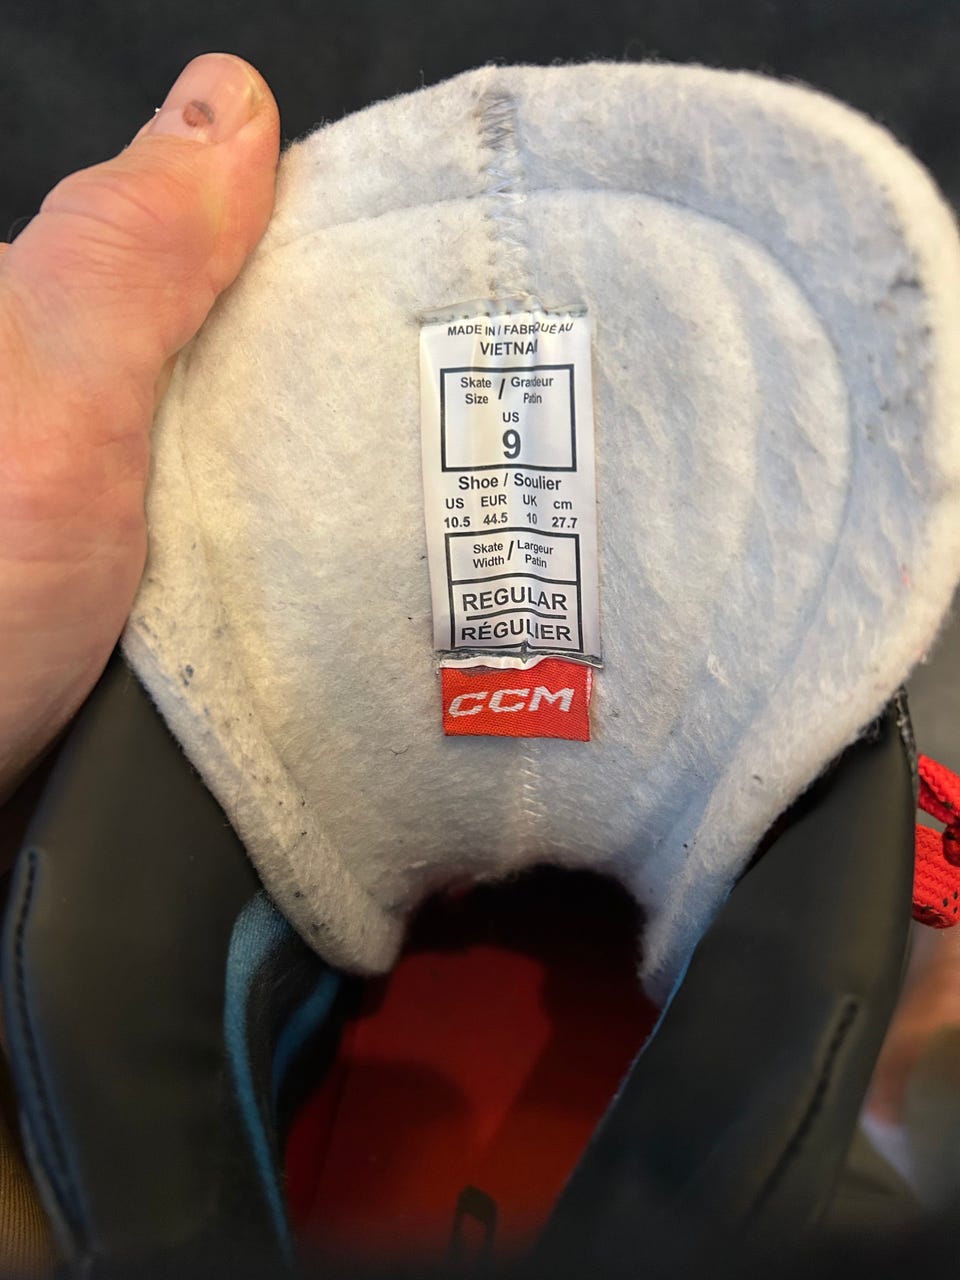 MADE IN / FABRIQUÉ AU
VIETNAM
Skate Size / Grandeur Patin
US
9
Shoe / Soulier
US EUR UK cm
10.5 44.5 10 27.7
Skate Width / Largeur Patin
REGULAR
RÉGULIER
CCM